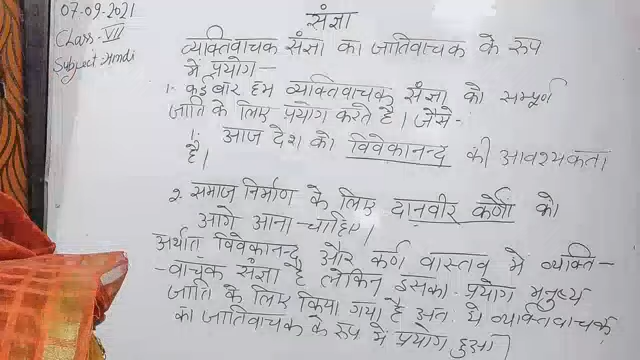 07-09-2021
Class-VII
Subject Hindi
संज्ञा
व्यक्तिवाचक संज्ञा का जातिवाचक के रूप
में प्रयोग—
1. कई बार हम व्यक्तिवाचक संज्ञा को सम्पूर्ण
जाति के लिए प्रयोग करते हैं। जैसे-
1. आज देश को विवेकानन्द की आवश्यकता
है।
2. समाज निर्माण के लिए दानवीर कर्णो को
आगे आना-चाहिए।
अर्थात् विवेकानन्द और कर्ण वास्तव में व्यक्ति-
-वाचक संज्ञा है लेकिन इसका प्रयोग मनुष्य
जाति के लिए किया गया है अत ये व्यक्तिवाचक
का जातिवाचक के रूप में प्रयोग हुआ।